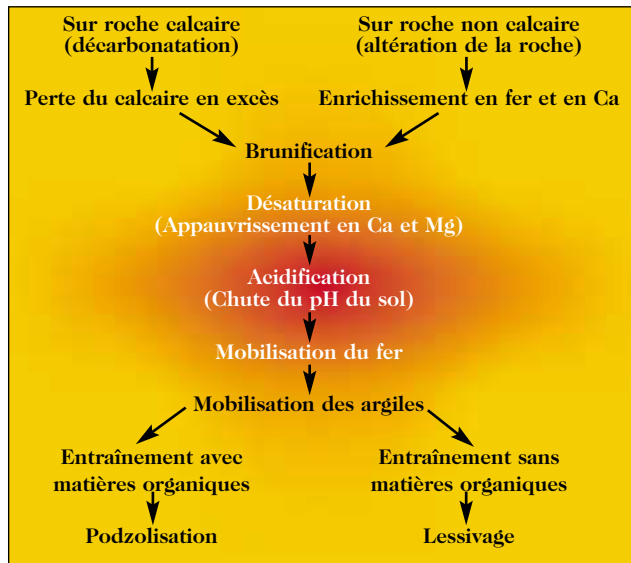 Sur roche calcaire
(décarbonatation)
Sur roche non calcaire
(altération de la roche)
Perte du calcaire en excès
Enrichissement en fer et en Ca
Brunification
Désaturation
(Appauvrissement en Ca et Mg)
Acidification
(Chute du pH du sol)
Mobilisation du fer
Mobilisation des argiles
Entraînement avec
matières organiques
Entraînement sans
matières organiques
Podzolisation
Lessivage